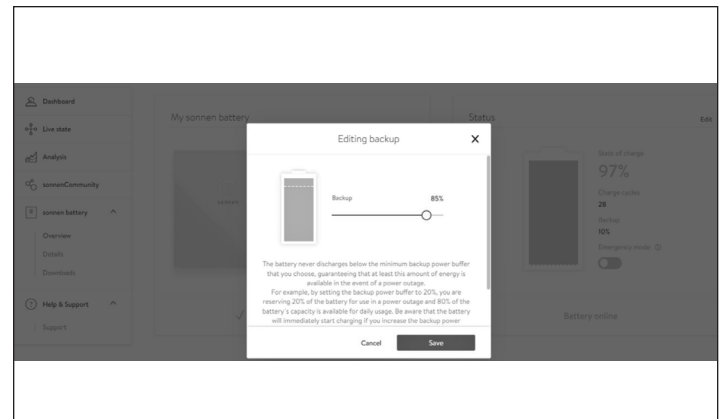 Dashboard
Live state
Analysis
sonnenCommunity
sonnen battery
Overview
Details
Downloads
Help & Support
Support
My sonnen battery
Status
Edit
State of charge
97%
Charge cycles
28
Backup
10%
Emergency mode
Battery online
Editing backup
Backup
85%
The battery never discharges below the minimum backup power buffer
that you choose, guaranteeing that at least this amount of energy is
available in the event of a power outage.
For example, by setting the backup power buffer to 20%, you are
reserving 20% of the battery for use in a power outage and 80% of the
battery's capacity is available for daily usage. Be aware that the battery
will immediately start charging if you increase the backup power
Cancel
Save